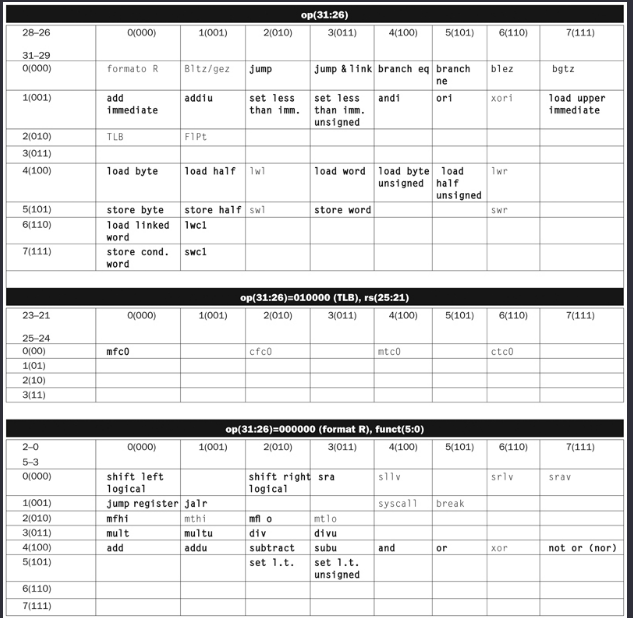 op(31:26)
28–26 0(000) 1(001) 2(010) 3(011) 4(100) 5(101) 6(110) 7(111)
31–29
0(000) formato R Bltz/gez jump jump & link branch eq branch blez bgtz
ne
1(001) add addiu set less set less andi ori xori load upper
immediate than imm. than imm. immediate
unsigned
2(010) TLB FlPt
3(011)
4(100) load byte load half lwl load word load byte load lwr
unsigned half
unsigned
5(101) store byte store half swl store word swr
6(110) load linked lwc1
word
7(111) store cond. swc1
word
op(31:26)=010000 (TLB), rs(25:21)
23–21 0(000) 1(001) 2(010) 3(011) 4(100) 5(101) 6(110) 7(111)
25–24
0(00) mfc0 cfc0 mtc0 ctc0
1(01)
2(10)
3(11)
op(31:26)=000000 (format R), funct(5:0)
2–0 0(000) 1(001) 2(010) 3(011) 4(100) 5(101) 6(110) 7(111)
5–3
0(000) shift left shift right sra sllv srlv srav
logical logical
1(001) jump register jalr syscall break
2(010) mfhi mthi mfl o mtlo
3(011) mult multu div divu
4(100) add addu subtract subu and or xor not or (nor)
5(101) set l.t. set l.t.
unsigned
6(110)
7(111)